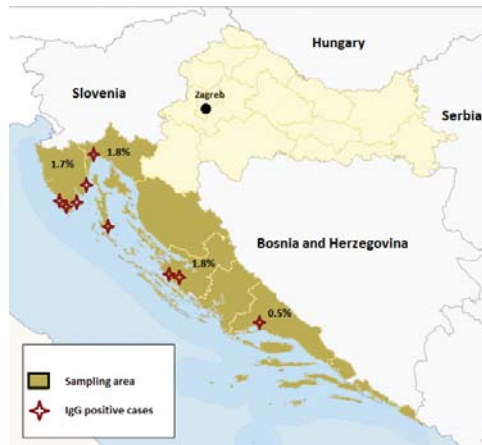 Hungary
Slovenia
Zagreb
Serbia
1.8%
1.7%
Bosnia and Herzegovina
1.8%
0.5%
Sampling area
IgG positive cases